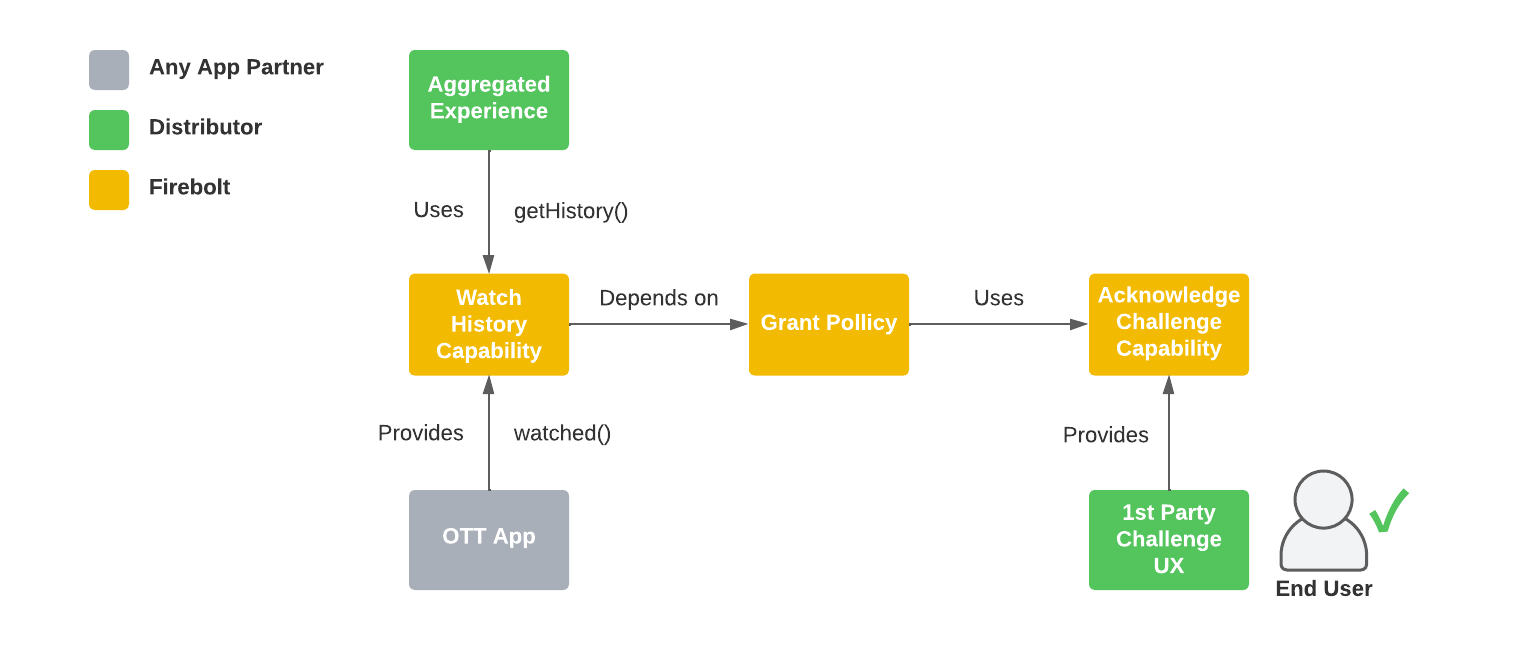 Any App Partner
Distributor
Firebolt
Aggregated
Experience
Uses
getHistory()
Watch
History
Capability
Depends on
Grant Pollicy
Uses
Acknowledge
Challenge
Capability
Provides
watched()
Provides
OTT App
1st Party
Challenge
UX
End User